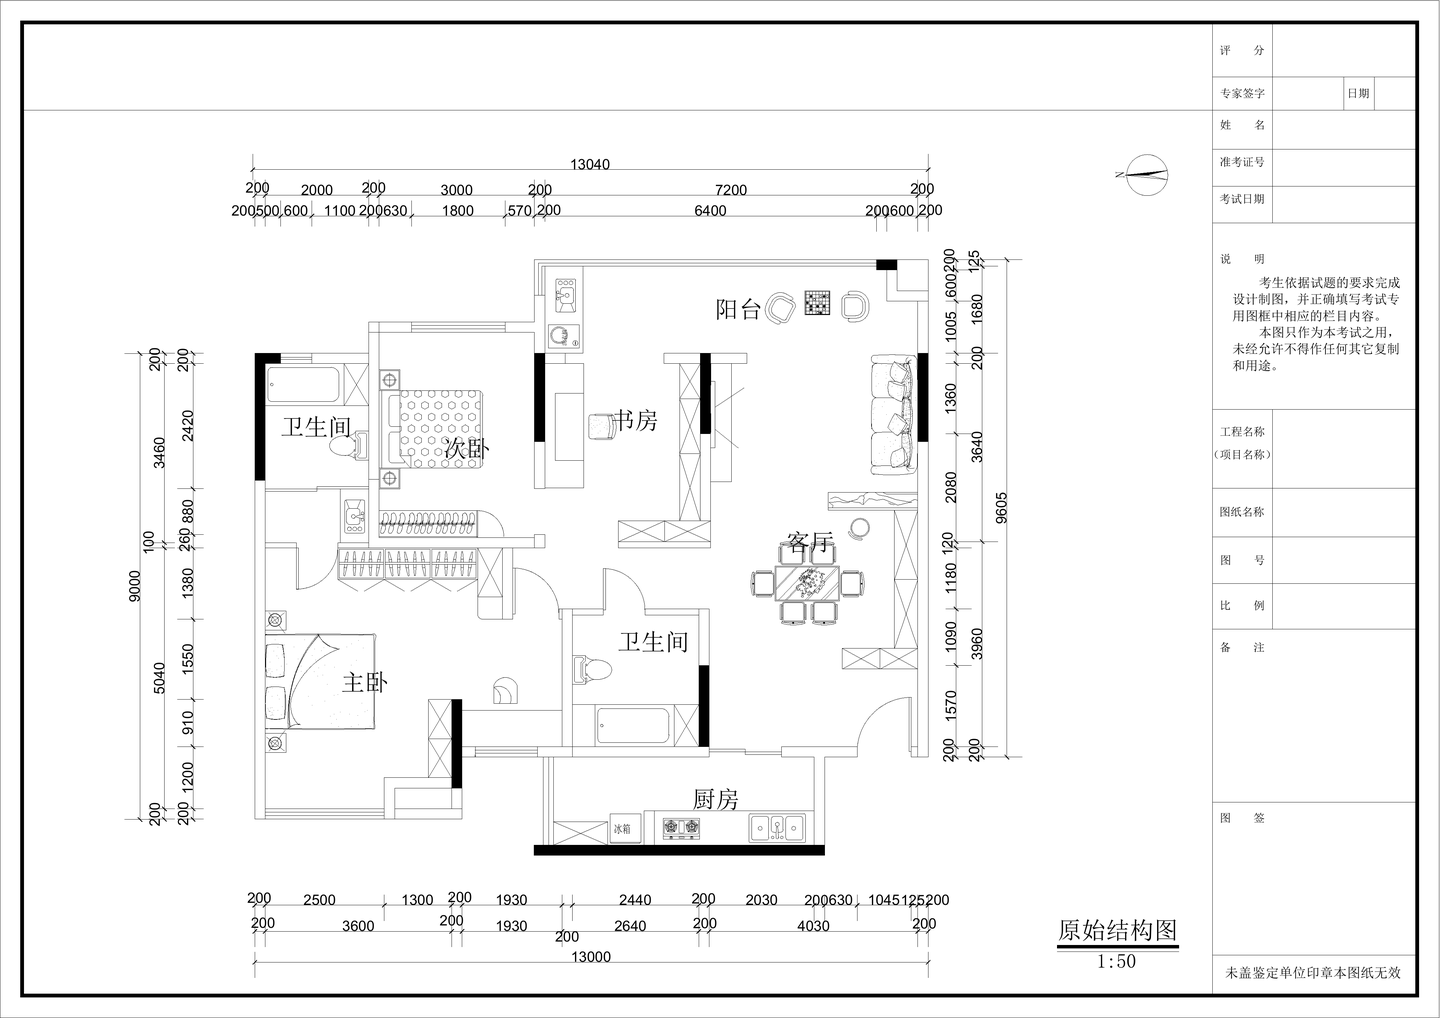 评 分
专家签字 日期
姓 名
准考证号
考试日期
说 明
考生依据试题的要求完成
设计制图，并正确填写考试专
用图框中相应的栏目内容。
本图只作为本考试之用，
未经允许不得作任何其它复制
和用途。
工程名称
（项目名称）
图纸名称
图 号
比 例
备 注
图 签
未盖鉴定单位印章本图纸无效
N
13040
200 2000 200 3000 200 7200 200
200 500 600 1100 200 630 1800 570 200 6400 200 600 200
阳台
卫生间
次卧
书房
客厅
主卧
卫生间
厨房
冰箱
200 600 1005 1360 2080 120 1180 1090 1570 200
125 1680 200 3640 3960 200
9605
200 2420 880 260 1380 1550 910 1200 200
200 3460 100 5040 200
9000
200 2500 1300 200 1930 2440 200 2030 200 630 1045 125 200
200 3600 200 1930 200 2640 200 4030 200
13000
原始结构图
1:50